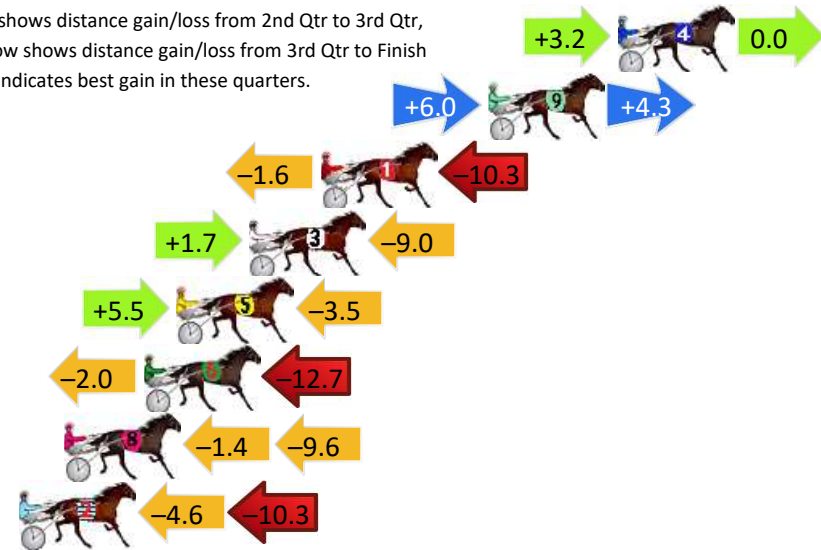 shows distance gain/loss from 2nd Qtr to 3rd Qtr,
ow shows distance gain/loss from 3rd Qtr to Finish
ndicates best gain in these quarters.
+3.2 4 0.0
+6.0 9 +4.3
–1.6 1 –10.3
+1.7 3 –9.0
+5.5 5 –3.5
–2.0 –12.7
8 –1.4 –9.6
2 –4.6 –10.3